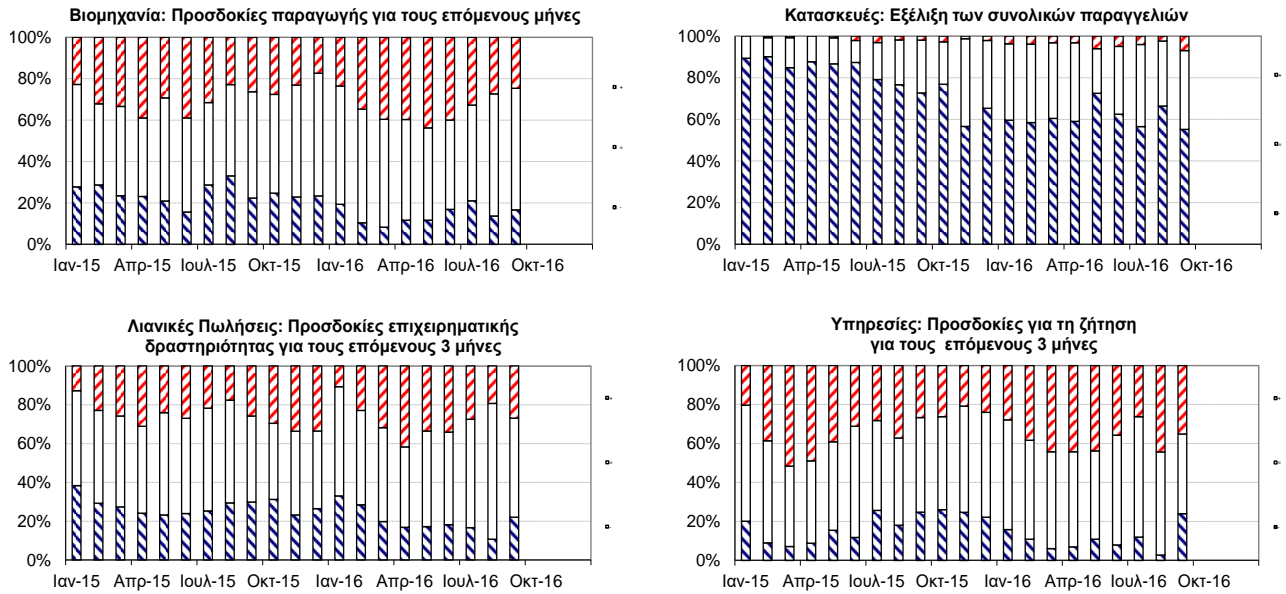 Βιομηχανία: Προσδοκίες παραγωγής για τους επόμενους μήνες
100%
80%
60%
40%
20%
0%
Ιαν-15 Απρ-15 Ιουλ-15 Οκτ-15 Ιαν-16 Απρ-16 Ιουλ-16 Οκτ-16
Κατασκευές: Εξέλιξη των συνολικών παραγγελιών
100%
80%
60%
40%
20%
0%
Ιαν-15 Απρ-15 Ιουλ-15 Οκτ-15 Ιαν-16 Απρ-16 Ιουλ-16 Οκτ-16
Λιανικές Πωλήσεις: Προσδοκίες επιχειρηματικής
δραστηριότητας για τους επόμενους 3 μήνες
100%
80%
60%
40%
20%
0%
Ιαν-15 Απρ-15 Ιουλ-15 Οκτ-15 Ιαν-16 Απρ-16 Ιουλ-16 Οκτ-16
Υπηρεσίες: Προσδοκίες για τη ζήτηση
για τους επόμενους 3 μήνες
100%
80%
60%
40%
20%
0%
Ιαν-15 Απρ-15 Ιουλ-15 Οκτ-15 Ιαν-16 Απρ-16 Ιουλ-16 Οκτ-16